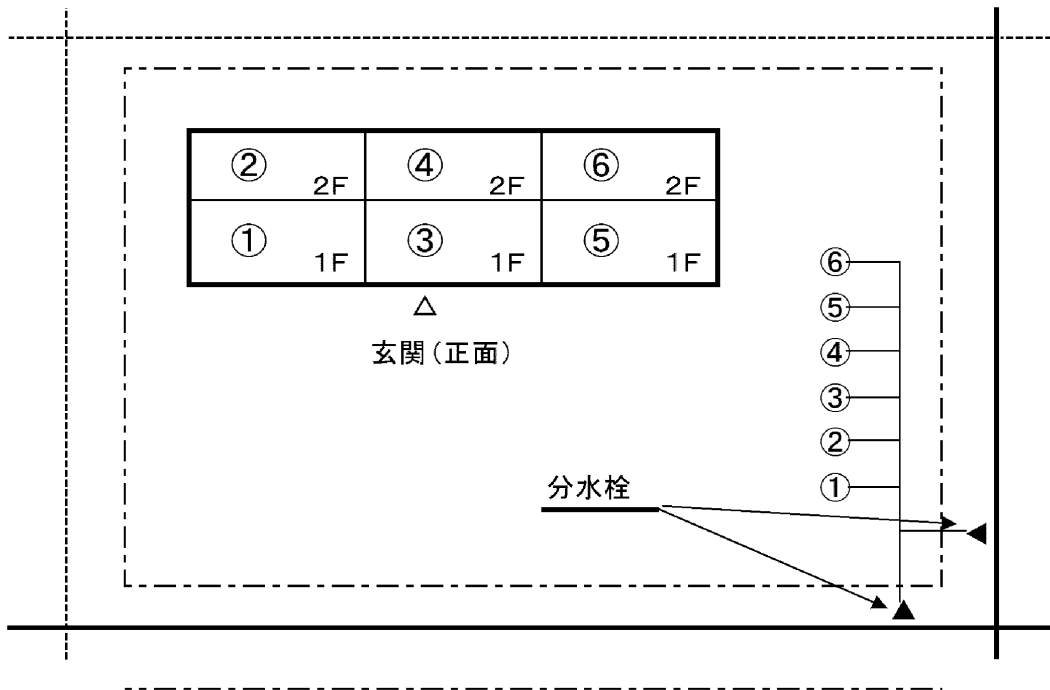 ② 2F ④ 2F ⑥ 2F
① 1F ③ 1F ⑤ 1F
△
玄関(正面)
⑥
⑤
④
③
②
①
分水栓